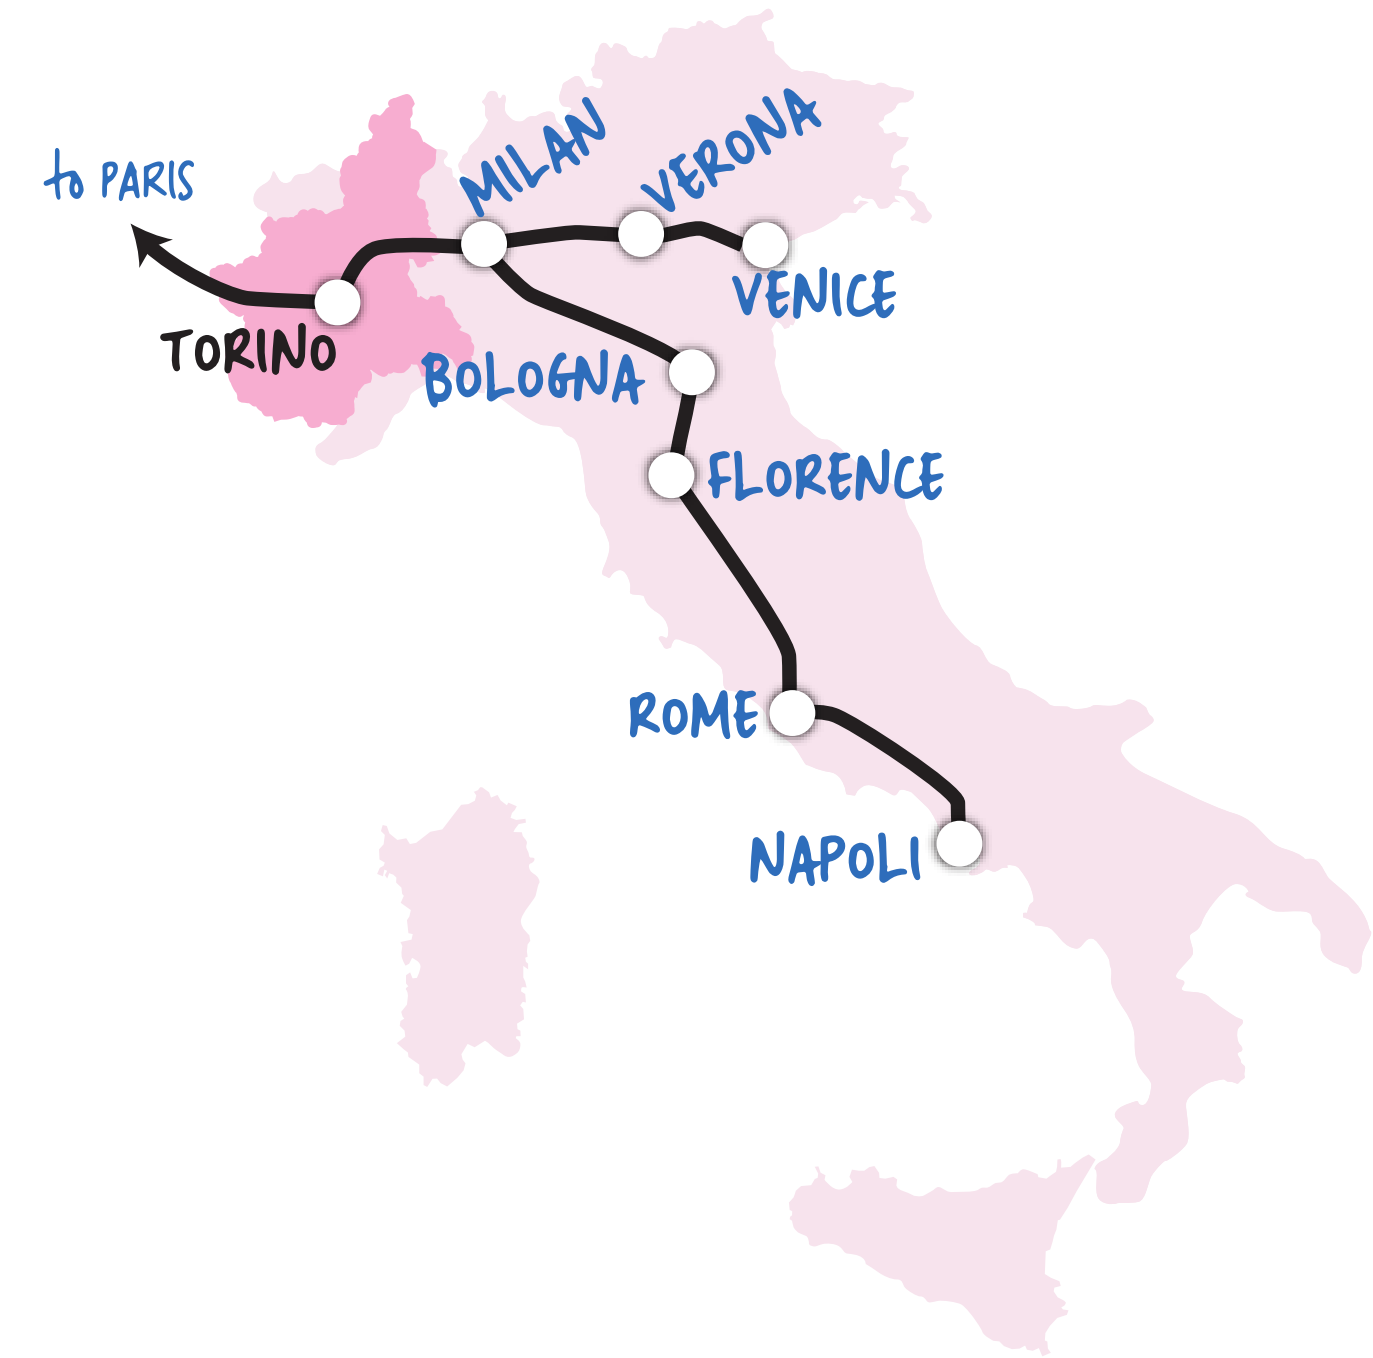 to PARIS
MILAN
VERONA
VENICE
TORINO
BOLOGNA
FLORENCE
ROME
NAPOLI